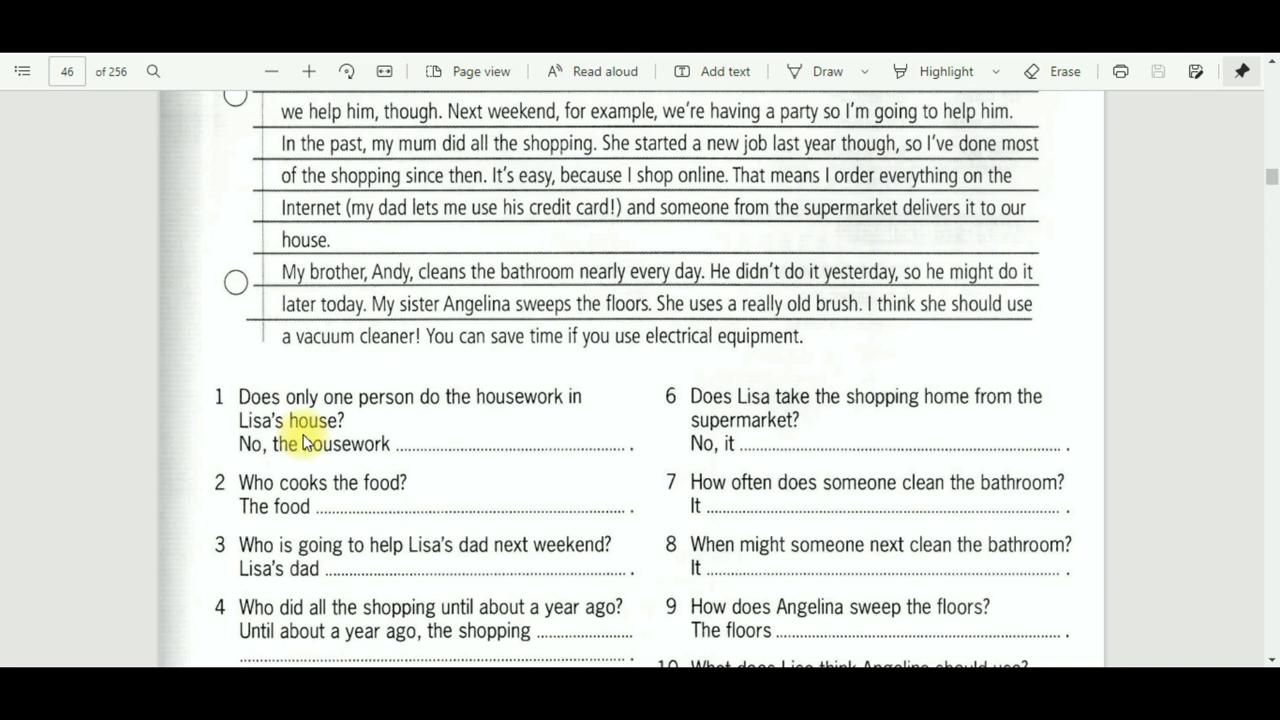 46 of 256 Page view Read aloud Add text Draw Highlight Erase
we help him, though. Next weekend, for example, we're having a party so I'm going to help him.
In the past, my mum did all the shopping. She started a new job last year though, so I've done most
of the shopping since then. It's easy, because I shop online. That means I order everything on the
Internet (my dad lets me use his credit card!) and someone from the supermarket delivers it to our
house.
My brother, Andy, cleans the bathroom nearly every day. He didn't do it yesterday, so he might do it
later today. My sister Angelina sweeps the floors. She uses a really old brush. I think she should use
a vacuum cleaner! You can save time if you use electrical equipment.
1 Does only one person do the housework in
Lisa's house?
No, the housework .................................................... .
2 Who cooks the food?
The food .................................................... .
3 Who is going to help Lisa's dad next weekend?
Lisa's dad .................................................... .
4 Who did all the shopping until about a year ago?
Until about a year ago, the shopping ....................
.................................................... .
6 Does Lisa take the shopping home from the
supermarket?
No, it .................................................... .
7 How often does someone clean the bathroom?
It .................................................... .
8 When might someone next clean the bathroom?
It .................................................... .
9 How does Angelina sweep the floors?
The floors .................................................... .
10 What does Lisa think Angelina should use?